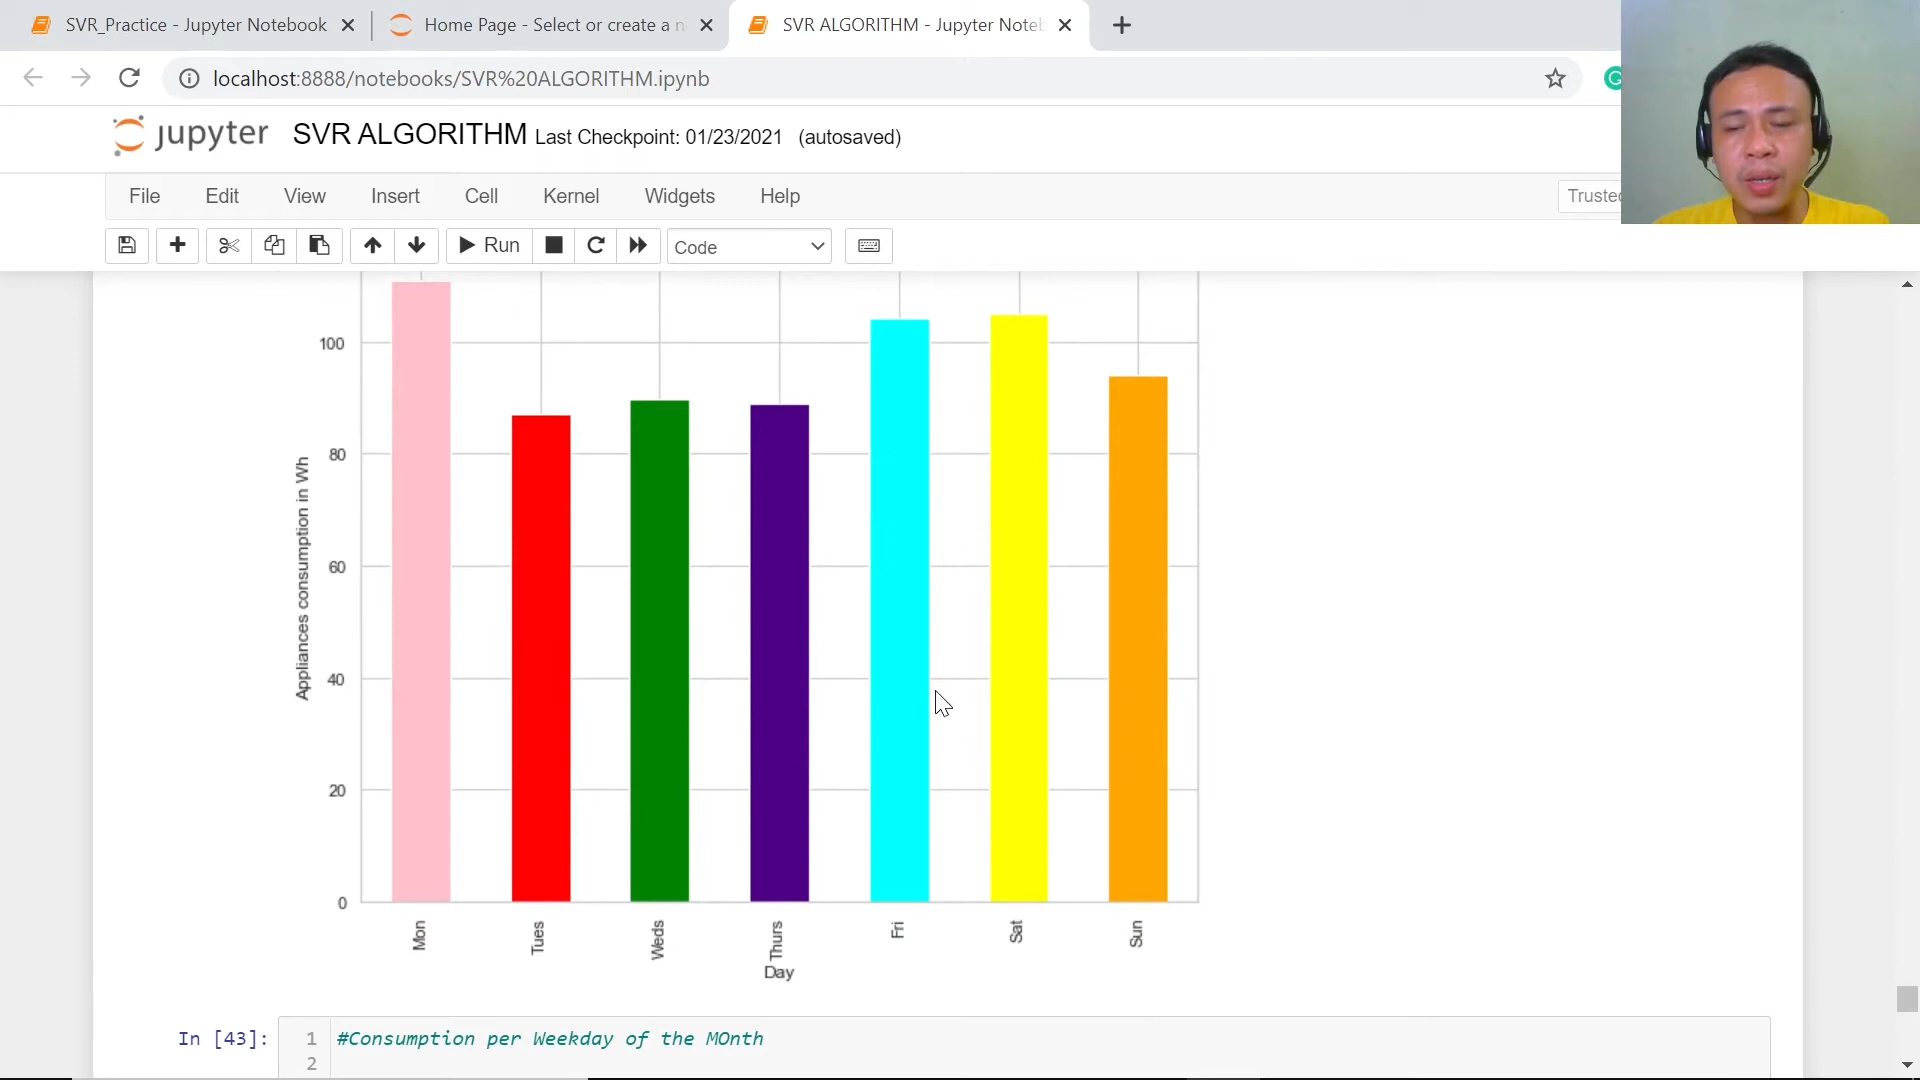 SVR_Practice - Jupyter Notebook
Home Page - Select or create a n
SVR ALGORITHM - Jupyter Noteb
localhost:8888/notebooks/SVR%20ALGORITHM.ipynb
jupyter SVR ALGORITHM Last Checkpoint: 01/23/2021 (autosaved)
File Edit View Insert Cell Kernel Widgets Help Trusted
Run Code
100
80
60
40
20
0
Appliances consumption in Wh
Mon Tues Weds Thurs Fri Sat Sun
Day
In [43]: 1 #Consumption per Weekday of the MOnth
2